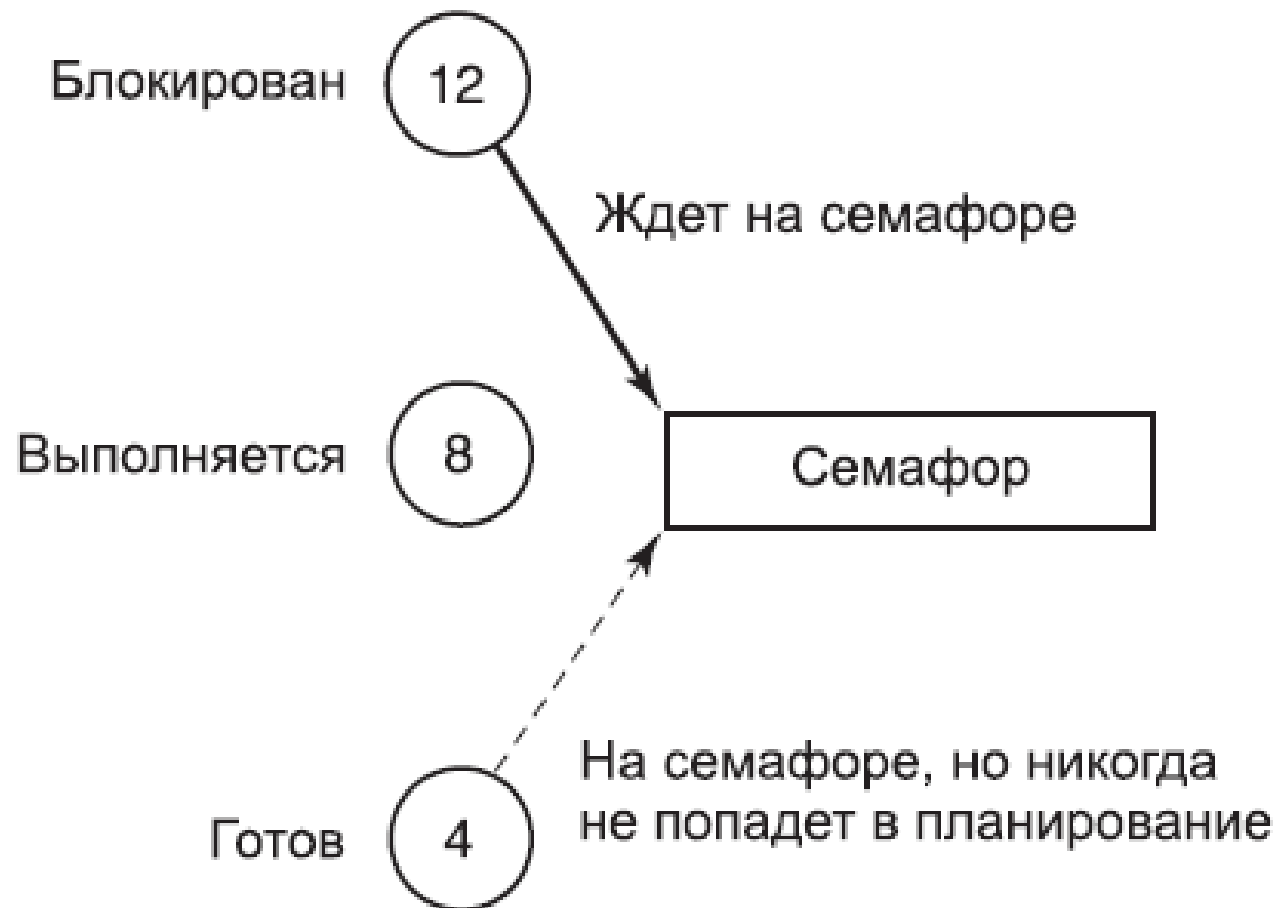 Блокирован
12
Ждет на семафоре
Выполняется
8
Семафор
На семафоре, но никогда
не попадет в планирование
Готов
4